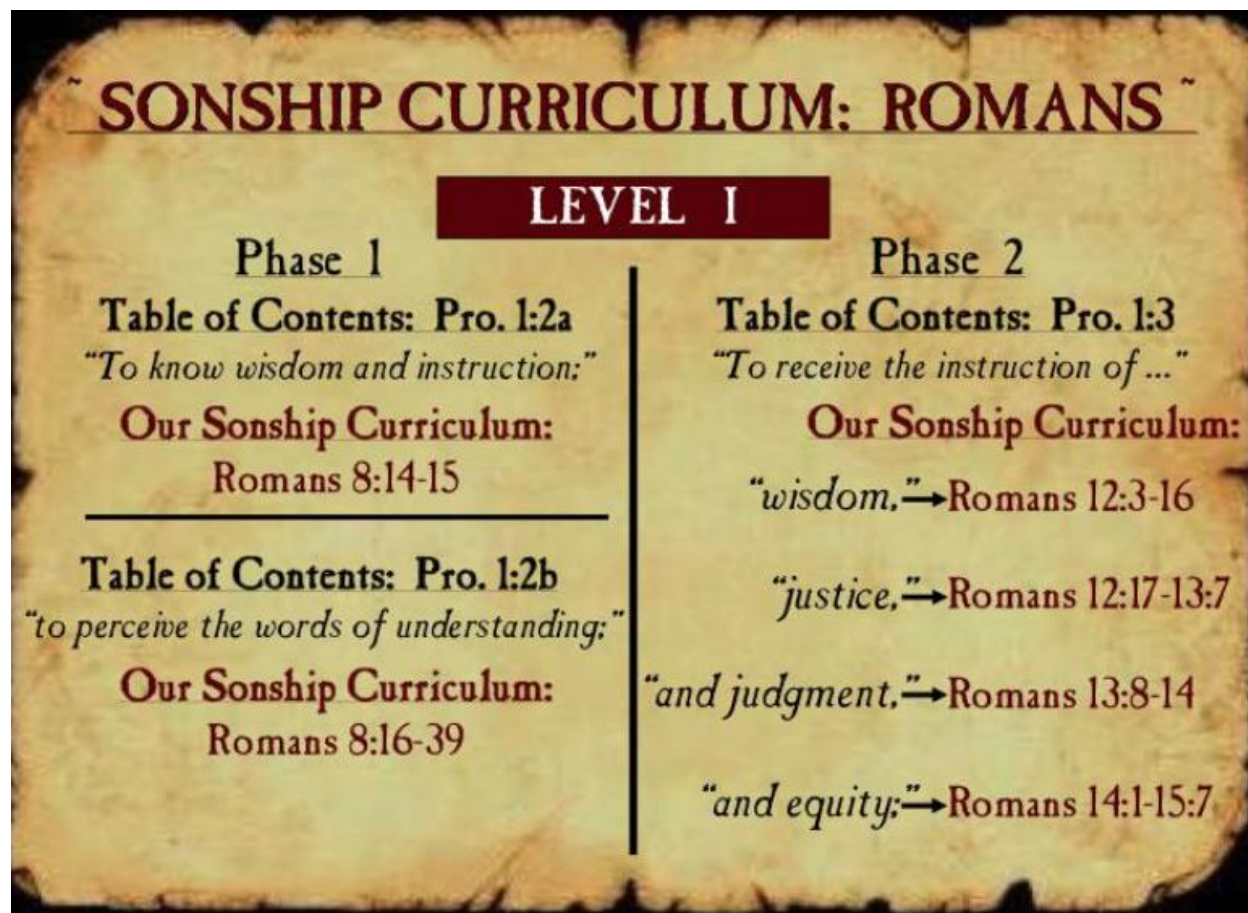 ~ SONSHIP CURRICULUM: ROMANS ~
LEVEL I
Phase 1
Table of Contents: Pro. 1:2a
“To know wisdom and instruction;”
Our Sonship Curriculum:
Romans 8:14-15
Table of Contents: Pro. 1:2b
“to perceive the words of understanding;”
Our Sonship Curriculum:
Romans 8:16-39
Phase 2
Table of Contents: Pro. 1:3
“To receive the instruction of ...”
Our Sonship Curriculum:
“wisdom,”→Romans 12:3-16
“justice,”→Romans 12:17-13:7
“and judgment,”→Romans 13:8-14
“and equity;”→Romans 14:1-15:7